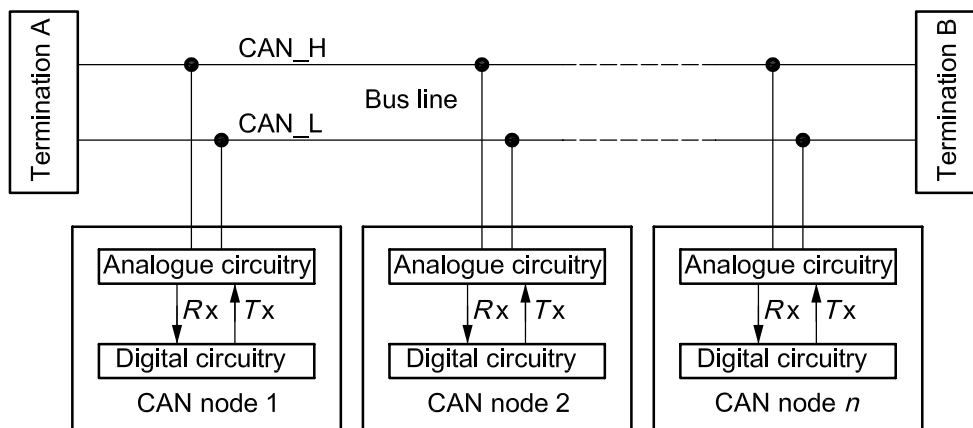 Termination A
CAN_H
Bus line
CAN_L
Termination B
Analogue circuitry
Rx Tx
Digital circuitry
CAN node 1
Analogue circuitry
Rx Tx
Digital circuitry
CAN node 2
Analogue circuitry
Rx Tx
Digital circuitry
CAN node n